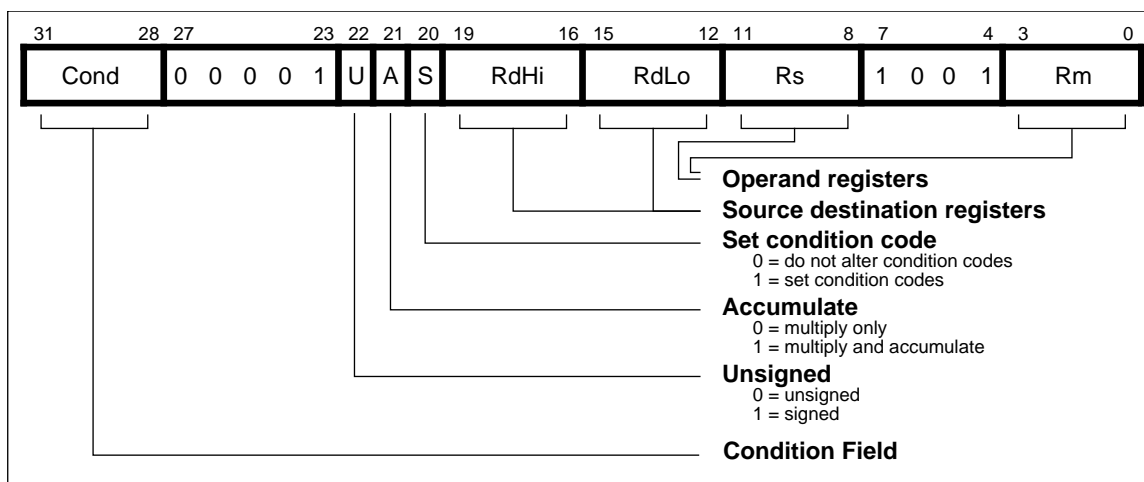 31 28 27 23 22 21 20 19 16 15 12 11 8 7 4 3 0
Cond 0 0 0 0 1 U A S RdHi RdLo Rs 1 0 0 1 Rm
Operand registers
Source destination registers
Set condition code
0 = do not alter condition codes
1 = set condition codes
Accumulate
0 = multiply only
1 = multiply and accumulate
Unsigned
0 = unsigned
1 = signed
Condition Field